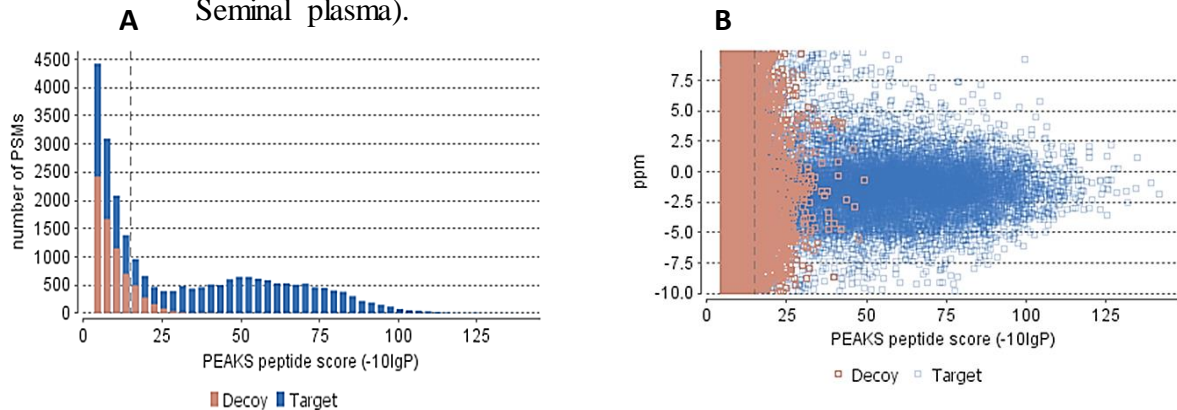 Seminal plasma).
A
4500
4000
3500
3000
2500
2000
1500
1000
500
0
number of PSMs
0 25 50 75 100 125
PEAKS peptide score (-10lgP)
Decoy Target
B
7.5
5.0
2.5
0.0
-2.5
-5.0
-7.5
-10.0
ppm
0 25 50 75 100 125
PEAKS peptide score (-10lgP)
Decoy Target